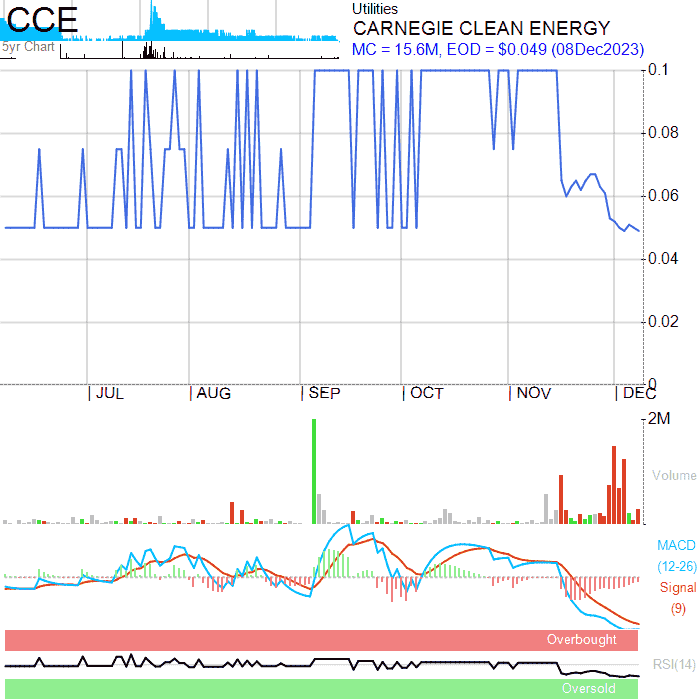 CCE
5yr Chart
Utilities
CARNEGIE CLEAN ENERGY
MC = 15.6M, EOD = $0.049 (08Dec2023)
0.1
0.08
0.06
0.04
0.02
0
JUL
AUG
SEP
OCT
NOV
DEC
2M
Volume
MACD
(12-26)
Signal
(9)
Overbought
RSI(14)
Oversold